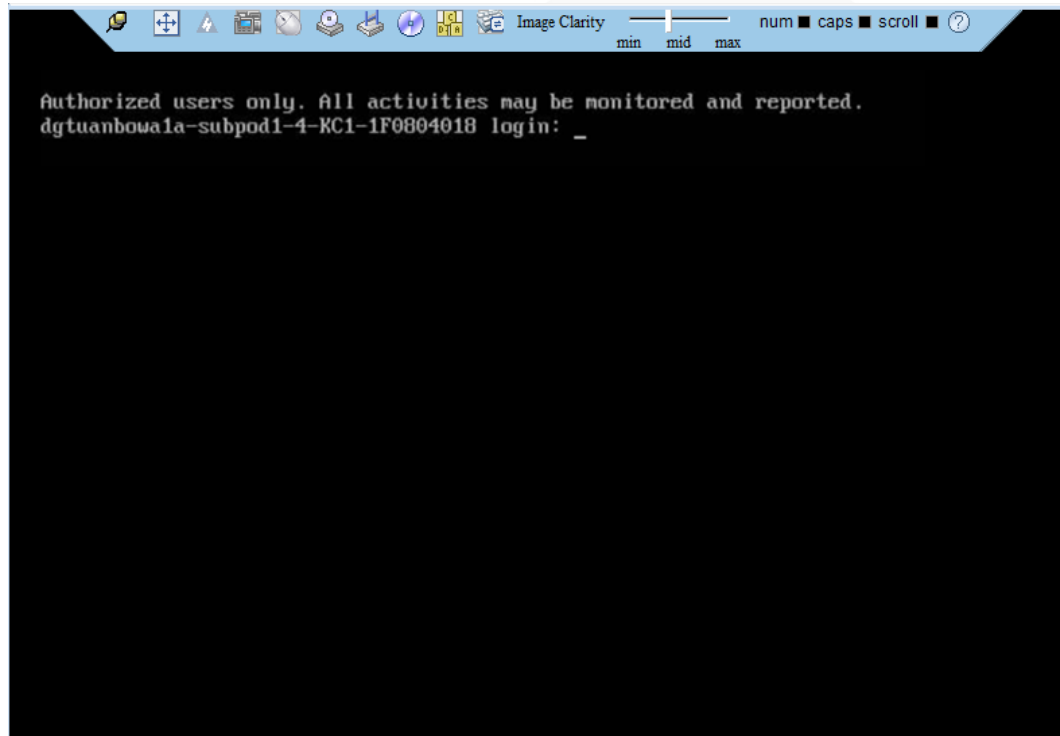 Image Clarity
min mid max
num caps scroll ?
Authorized users only. All activities may be monitored and reported.
dgtuanbowa1a-subpod1-4-KC1-1F0804018 login: _